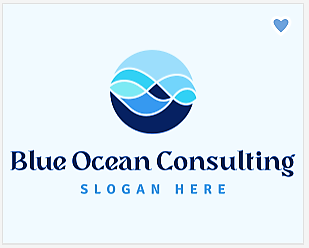 Blue Ocean Consulting
SLOGAN HERE